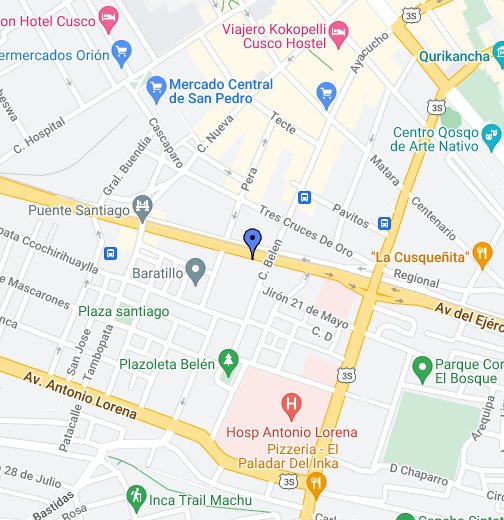 on Hotel Cusco
Viajero Kokopelli
Cusco Hostel
Ayacucho
Qurikancha
permercados Orión
3S
Mercado Central
de San Pedro
C. Hospital
Gral. Buendía
Cascaparo
C. Nueva
Tecte
Pera
Matara
Centro Qosqo
de Arte Nativo
Centenario
Puente Santiago
Tres Cruces De Oro
Pavitos
"La Cusqueñita"
Regional
Baratillo
C. Belen
Jirón 21 de Mayo
C. D
Av del Ejérc
pata Ccochirihuaylla
e Mascarones
Plaza santiago
nca
San Jose
Tambopata
Plazoleta Belén
3S
Parque Con
El Bosque
Av. Antonio Lorena
Patacalle
Hosp Antonio Lorena
Pizzeria - El
Paladar Del Inka
Arequipa
D Chaparro
28 de Julio
Bastidas
3S
Inca Trail Machu
Rosa